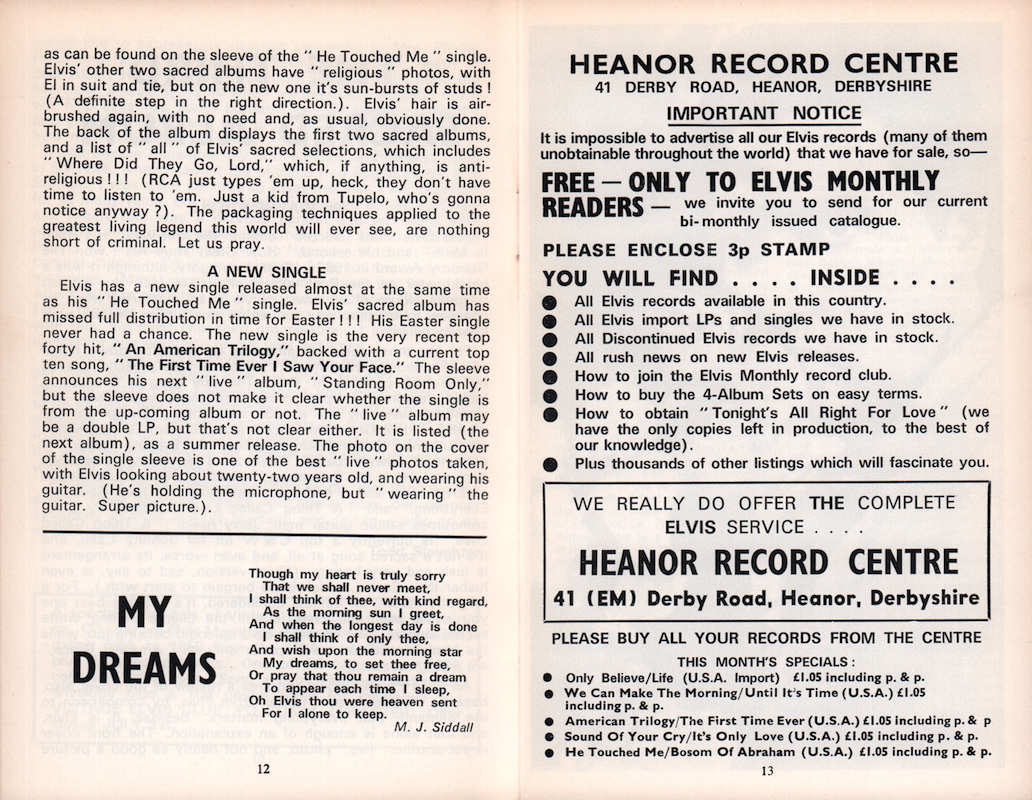 as can be found on the sleeve of the " He Touched Me " single.
Elvis' other two sacred albums have " religious " photos, with
El in suit and tie, but on the new one it's sun-bursts of studs !
(A definite step in the right direction.). Elvis' hair is air-
brushed again, with no need and, as usual, obviously done.
The back of the album displays the first two sacred albums,
and a list of " all " of Elvis' sacred selections, which includes
" Where Did They Go, Lord," which, if anything, is anti-
religious ! ! ! (RCA just types 'em up, heck, they don't have
time to listen to 'em. Just a kid from Tupelo, who's gonna
notice anyway ?). The packaging techniques applied to the
greatest living legend this world will ever see, are nothing
short of criminal. Let us pray.
A NEW SINGLE
Elvis has a new single released almost at the same time
as his " He Touched Me " single. Elvis' sacred album has
missed full distribution in time for Easter ! ! ! His Easter single
never had a chance. The new single is the very recent top
forty hit, " An American Trilogy," backed with a current top
ten song, " The First Time Ever I Saw Your Face." The sleeve
announces his next " live " album, " Standing Room Only,"
but the sleeve does not make it clear whether the single is
from the up-coming album or not. The " live " album may
be a double LP, but that's not clear either. It is listed (the
next album), as a summer release. The photo on the cover
of the single sleeve is one of the best " live " photos taken,
with Elvis looking about twenty-two years old, and wearing his
guitar. (He's holding the microphone, but " wearing " the
guitar. Super picture.).
MY
DREAMS
Though my heart is truly sorry
That we shall never meet,
I shall think of thee, with kind regard,
As the morning sun I greet,
And when the longest day is done
I shall think of only thee,
And wish upon the morning star
My dreams, to set thee free,
Or pray that thou remain a dream
To appear each time I sleep,
Oh Elvis thou were heaven sent
For I alone to keep.
M. J. Siddall
12
HEANOR RECORD CENTRE
41 DERBY ROAD, HEANOR, DERBYSHIRE
IMPORTANT NOTICE
It is impossible to advertise all our Elvis records (many of them
unobtainable throughout the world) that we have for sale, so—
FREE — ONLY TO ELVIS MONTHLY
READERS — we invite you to send for our current
bi-monthly issued catalogue.
PLEASE ENCLOSE 3p STAMP
YOU WILL FIND . . . . INSIDE . . . .
● All Elvis records available in this country.
● All Elvis import LPs and singles we have in stock.
● All Discontinued Elvis records we have in stock.
● All rush news on new Elvis releases.
● How to join the Elvis Monthly record club.
● How to buy the 4-Album Sets on easy terms.
● How to obtain " Tonight's All Right For Love " (we
have the only copies left in production, to the best of
our knowledge).
● Plus thousands of other listings which will fascinate you.
WE REALLY DO OFFER THE COMPLETE
ELVIS SERVICE . . .
HEANOR RECORD CENTRE
41 (EM) Derby Road, Heanor, Derbyshire
PLEASE BUY ALL YOUR RECORDS FROM THE CENTRE
THIS MONTH'S SPECIALS :
● Only Believe/Life (U.S.A. Import) £1.05 including p. & p.
● We Can Make The Morning/Until It's Time (U.S.A.) £1.05
including p. & p.
● American Trilogy/The First Time Ever (U.S.A.) £1.05 including p. & p
● Sound Of Your Cry/It's Only Love (U.S.A.) £1.05 including p. & p.
● He Touched Me/Bosom Of Abraham (U.S.A.) £1.05 including p. & p.
13